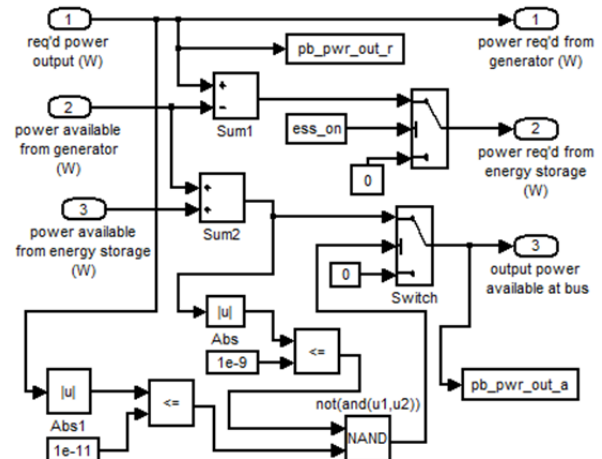 1
req'd power
output (W)
pb_pwr_out_r
1
power req'd from
generator (W)
2
power available
from generator
(W)
+
−
Sum1
ess_on
0
2
power req'd from
energy storage
(W)
3
power available
from energy storage
(W)
+
+
Sum2
0
Switch
3
output power
available at bus
|u|
Abs
1e-9
<=
pb_pwr_out_a
|u|
Abs1
1e-11
<=
not(and(u1,u2))
NAND